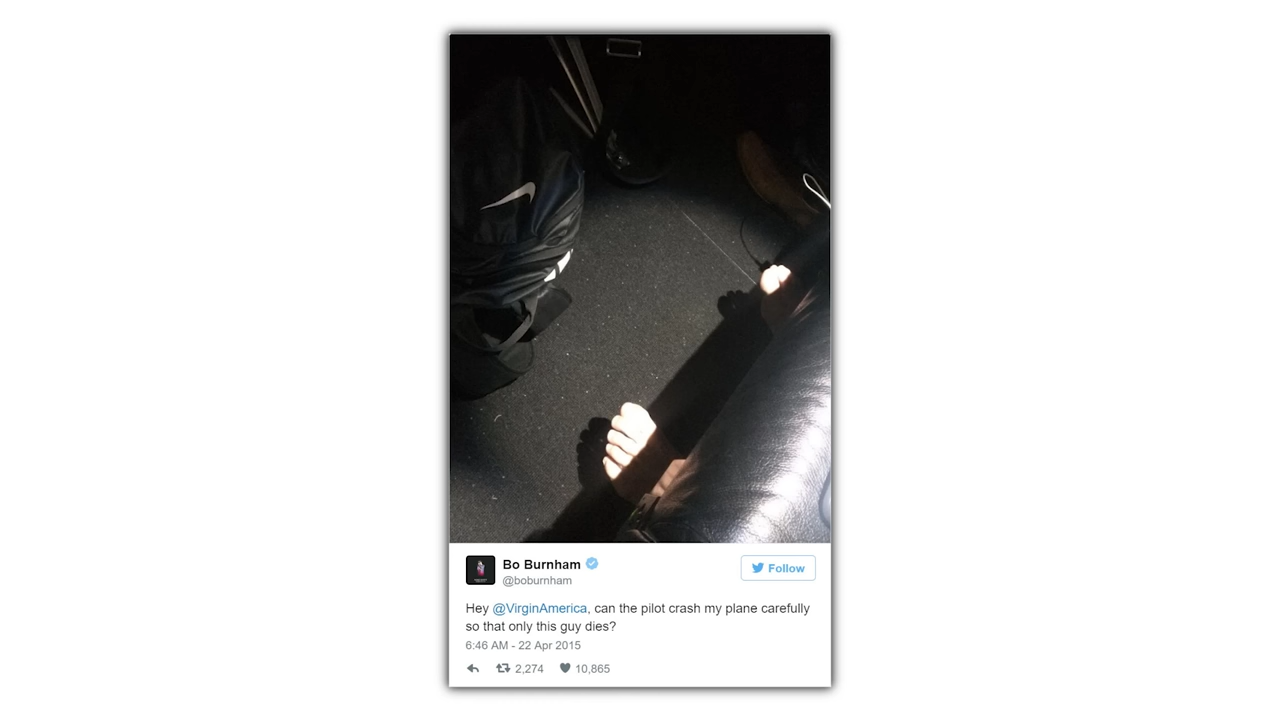 Bo Burnham
Follow
@boburnham
Hey @VirginAmerica, can the pilot crash my plane carefully
so that only this guy dies?
6:46 AM - 22 Apr 2015
2,274 10,865